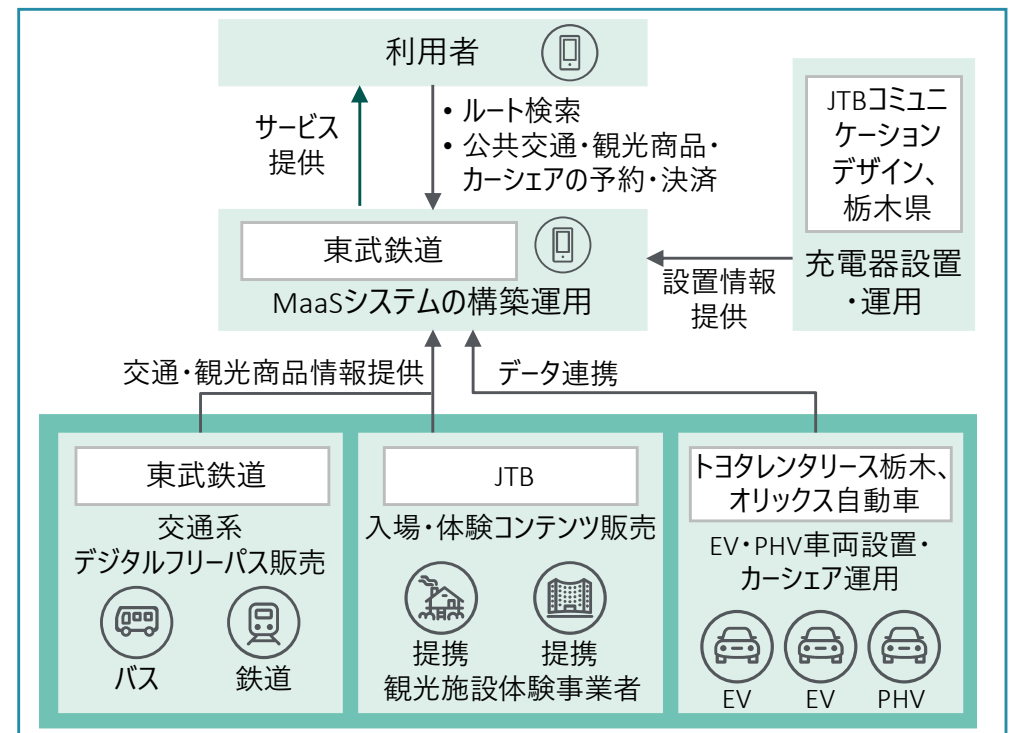 利用者
サービス
提供
• ルート検索
• 公共交通・観光商品・
カーシェアの予約・決済
JTBコミュニ
ケーション
デザイン、
栃木県
充電器設置
・運用
東武鉄道
MaaSシステムの構築運用
設置情報
提供
交通・観光商品情報提供
データ連携
東武鉄道
交通系
デジタルフリーパス販売
バス
鉄道
JTB
入場・体験コンテンツ販売
提携
提携
観光施設体験事業者
トヨタレンタリース栃木、
オリックス自動車
EV・PHV車両設置・
カーシェア運用
EV
EV
PHV